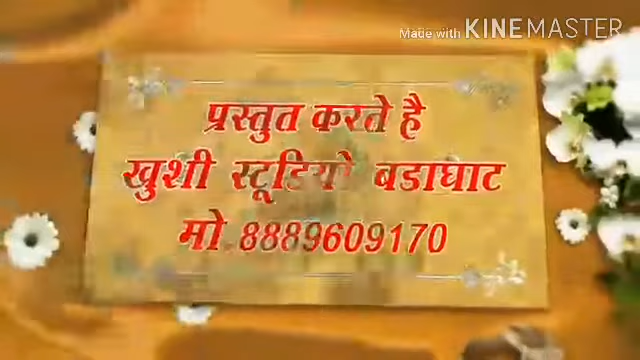 Made with KINEMASTER
प्रस्तुत करते है
खुशी स्टूडियो बडाघाट
मो.8889609170